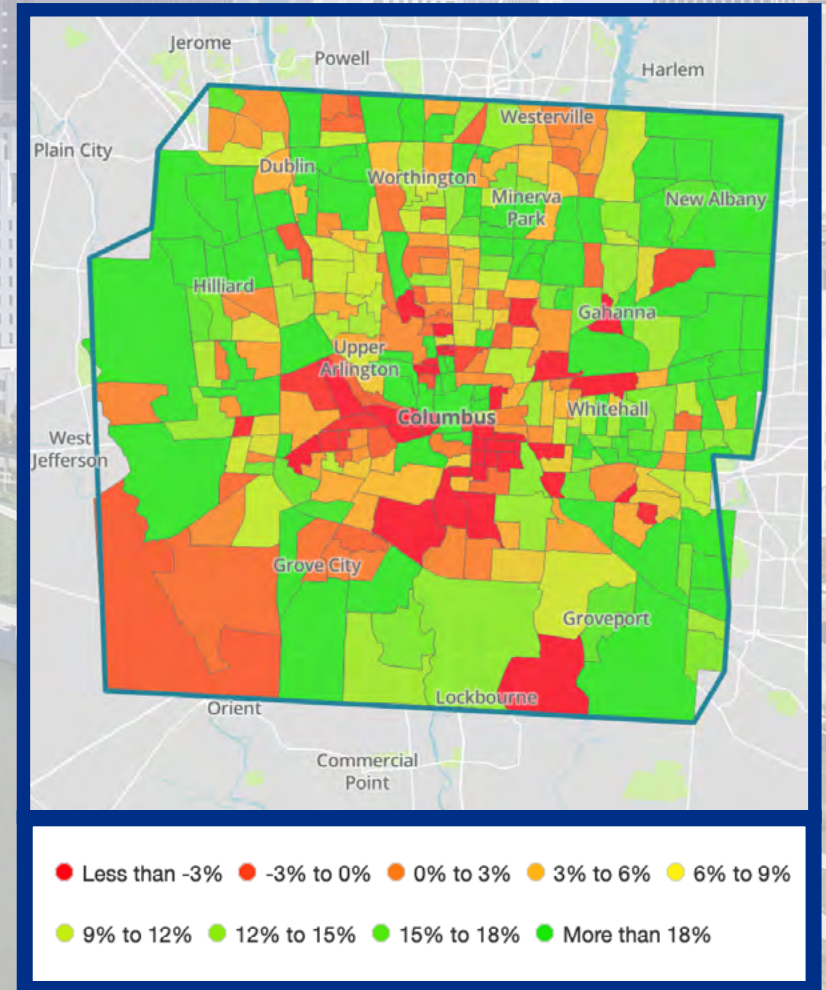 Jerome
Powell
Harlem
Plain City
Westerville
Dublin
Worthington
Minerva
Park
New Albany
Hilliard
Gahanna
Upper
Arlington
Columbus
Whitehall
West
Jefferson
Grove City
Groveport
Lockbourne
Orient
Commercial
Point
Less than -3%
-3% to 0%
0% to 3%
3% to 6%
6% to 9%
9% to 12%
12% to 15%
15% to 18%
More than 18%